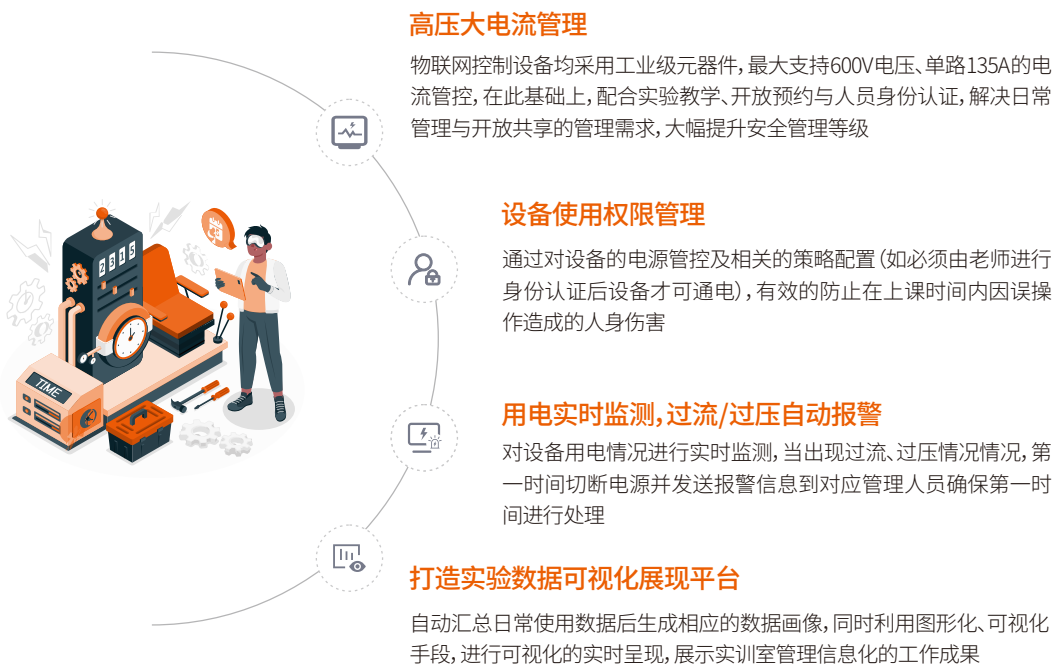 高压大电流管理
物联网控制设备均采用工业级元器件,最大支持600V电压、单路135A的电
流管控,在此基础上,配合实验教学、开放预约与人员身份认证,解决日常
管理与开放共享的管理需求,大幅提升安全管理等级
设备使用权限管理
通过对设备的电源管控及相关的策略配置(如必须由老师进行
身份认证后设备才可通电),有效的防止在上课时间内因误操
作造成的人身伤害
2315
TIME
用电实时监测,过流/过压自动报警
对设备用电情况进行实时监测,当出现过流、过压情况情况,第
一时间切断电源并发送报警信息到对应管理人员确保第一时
间进行处理
打造实验数据可视化展现平台
自动汇总日常使用数据后生成相应的数据画像,同时利用图形化、可视化
手段,进行可视化的实时呈现,展示实训室管理信息化的工作成果